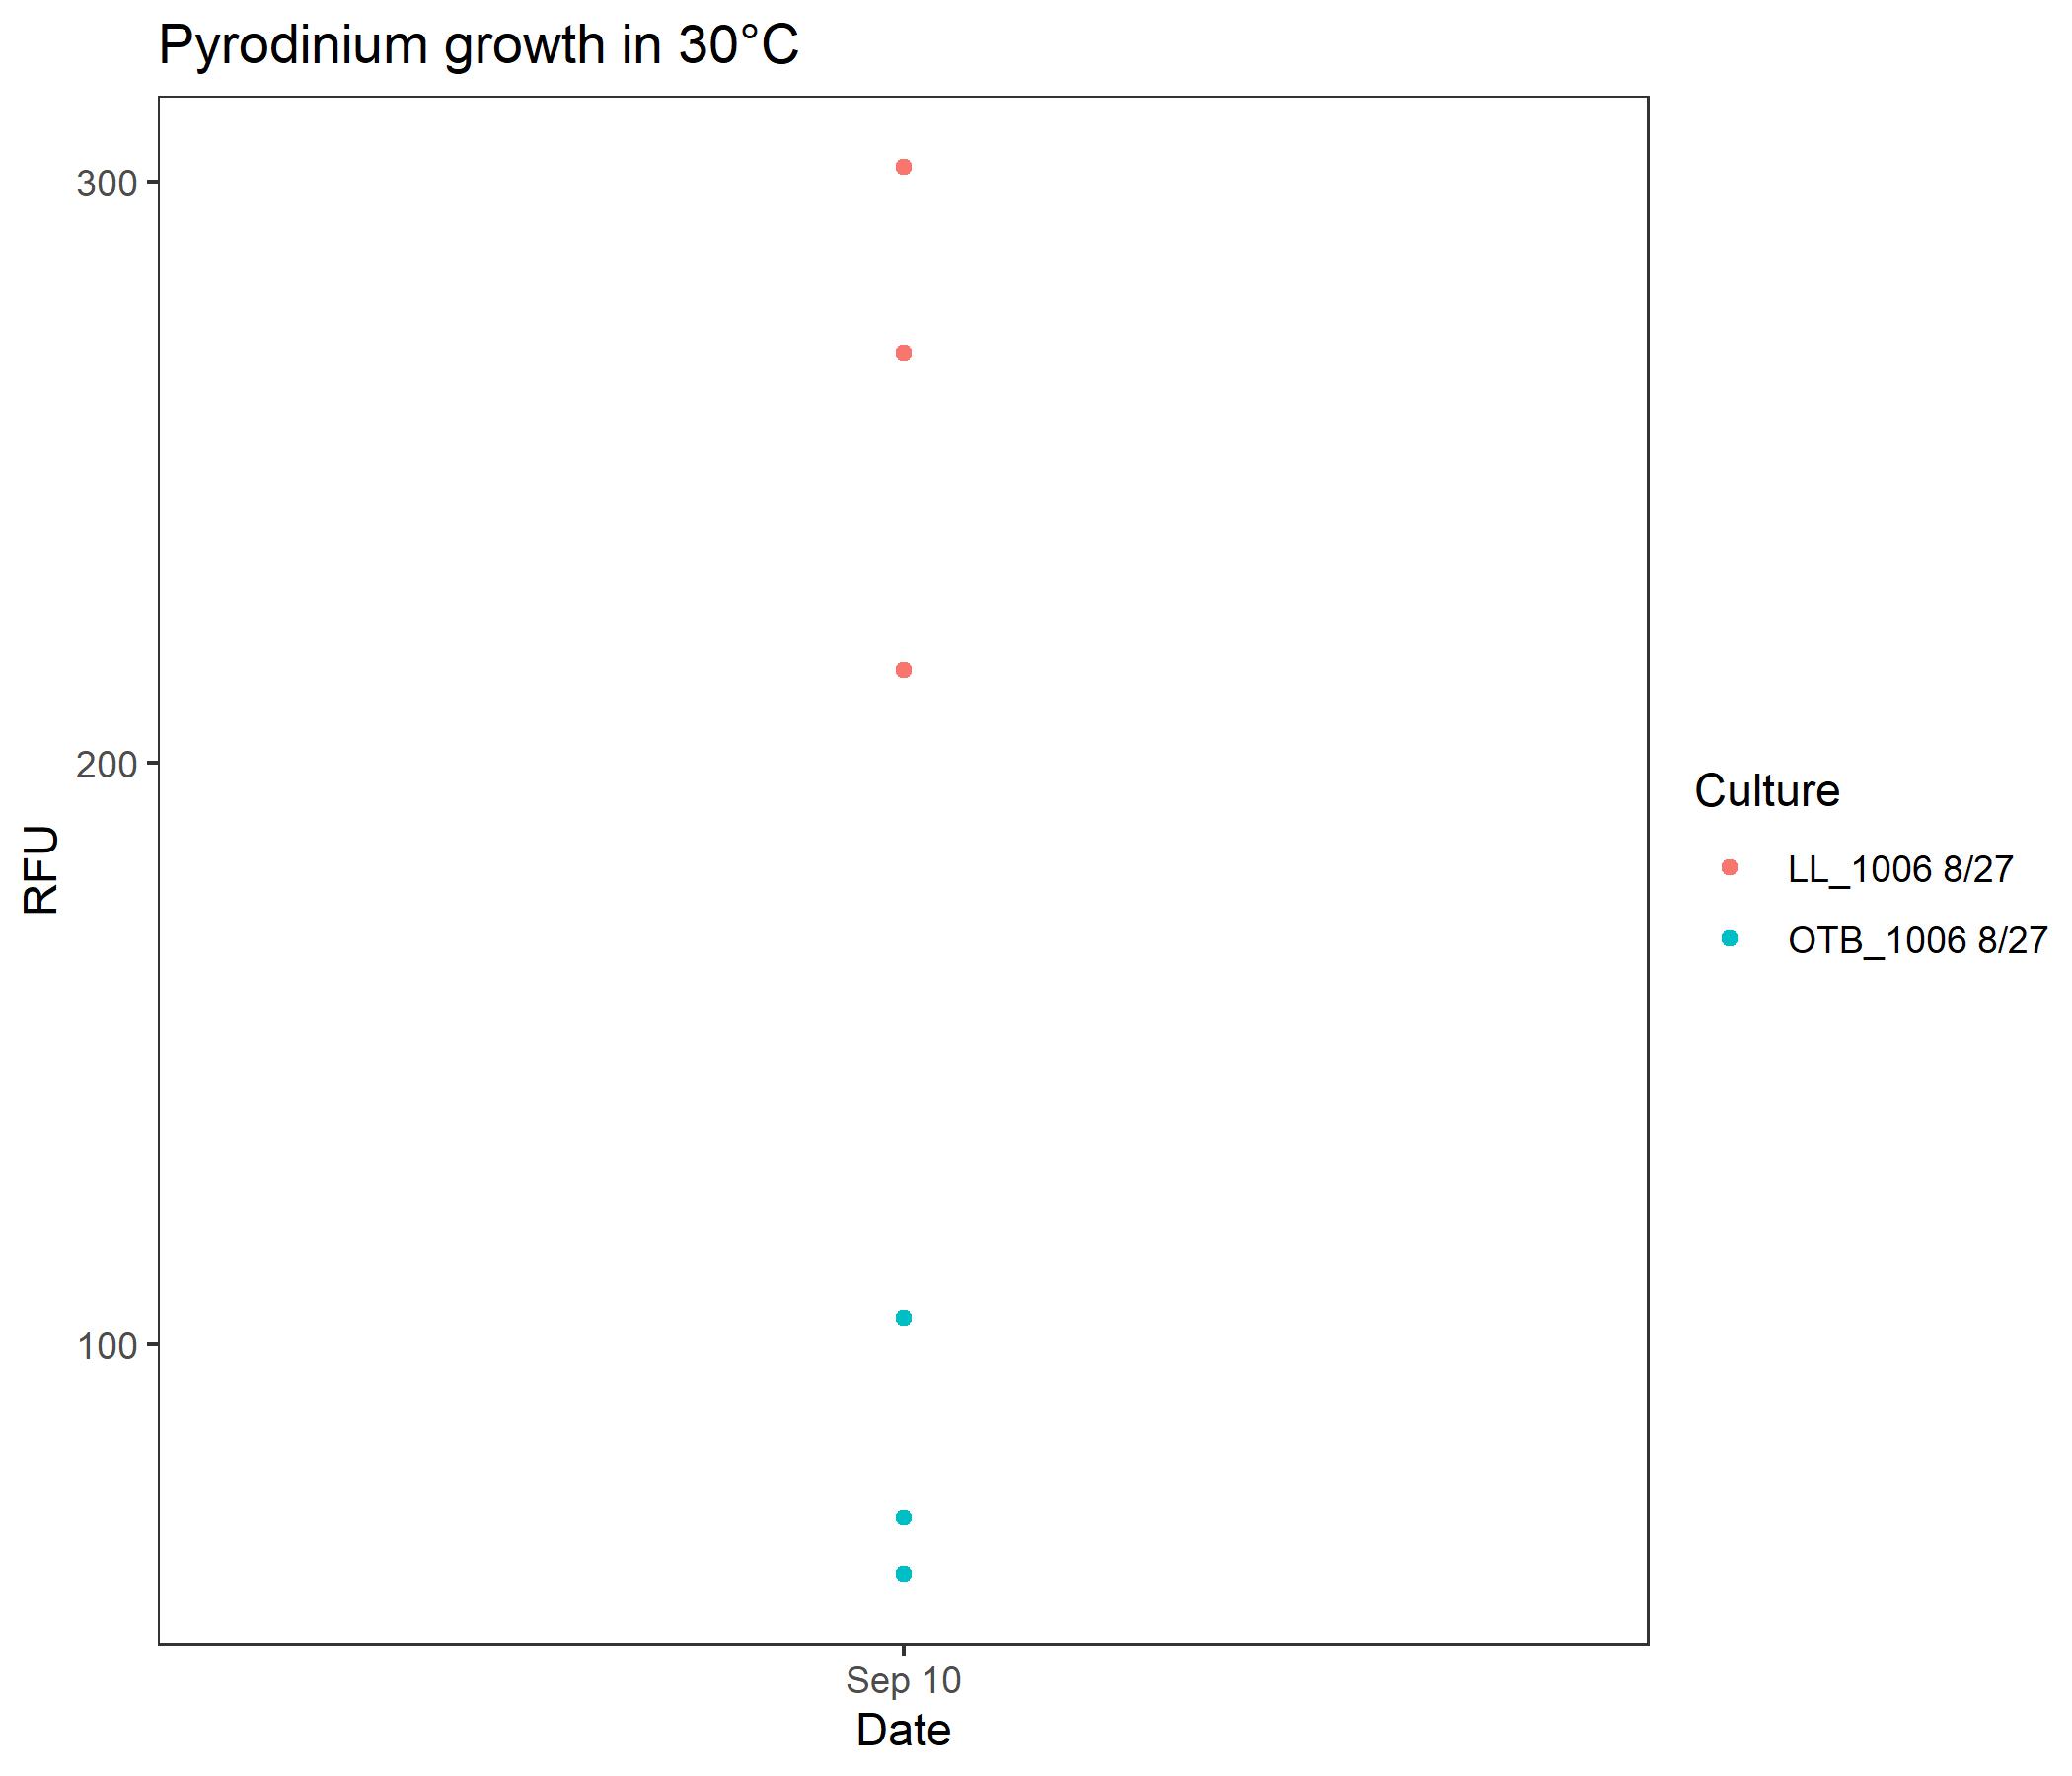 Pyrodinium growth in 30°C
300
200
100
RFU
Sep 10
Date
Culture
LL_1006 8/27
OTB_1006 8/27